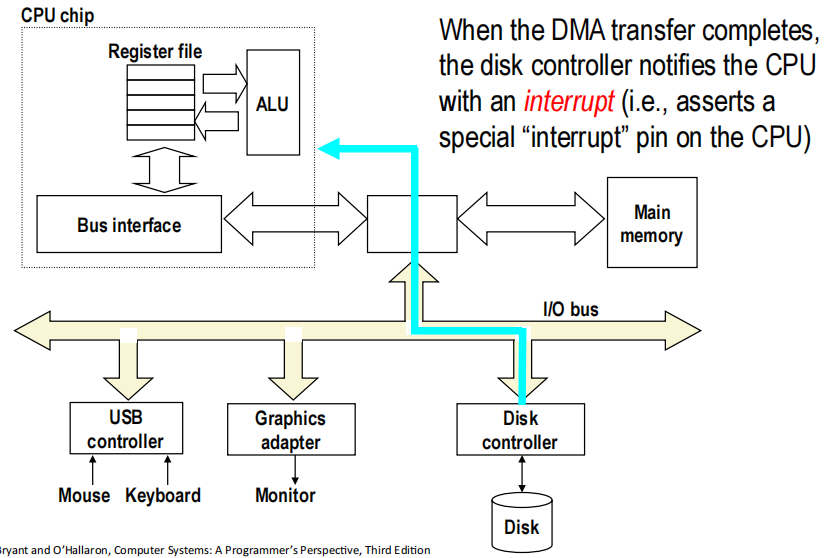 CPU chip
Register file
ALU
Bus interface
When the DMA transfer completes,
the disk controller notifies the CPU
with an interrupt (i.e., asserts a
special “interrupt” pin on the CPU)
Main
memory
I/O bus
USB
controller
Graphics
adapter
Disk
controller
Mouse Keyboard
Monitor
Disk
Bryant and O’Hallaron, Computer Systems: A Programmer’s Perspective, Third Edition